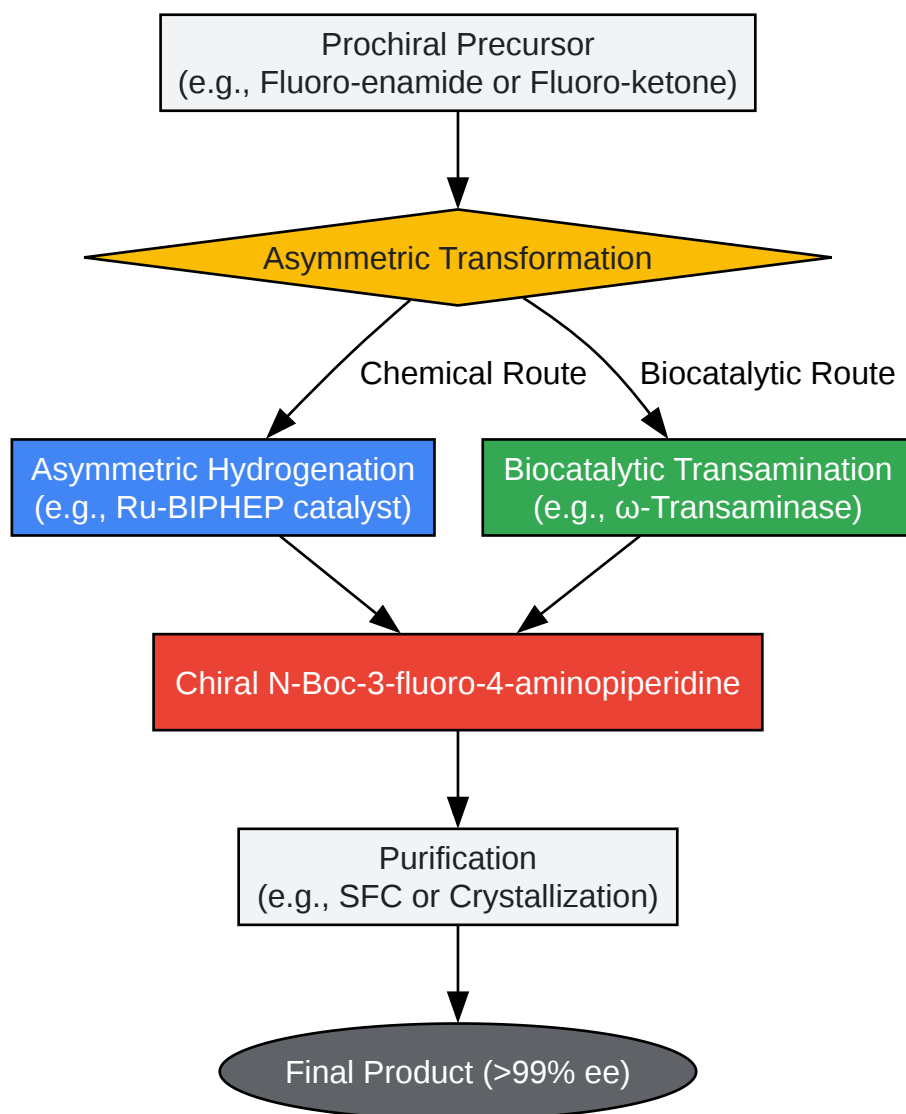 Prochiral Precursor
(e.g., Fluoro-enamide or Fluoro-ketone)
Asymmetric Transformation
Chemical Route
Biocatalytic Route
Asymmetric Hydrogenation
(e.g., Ru-BIPHEP catalyst)
Biocatalytic Transamination
(e.g., ω-Transaminase)
Chiral N-Boc-3-fluoro-4-aminopiperidine
Purification
(e.g., SFC or Crystallization)
Final Product (>99% ee)